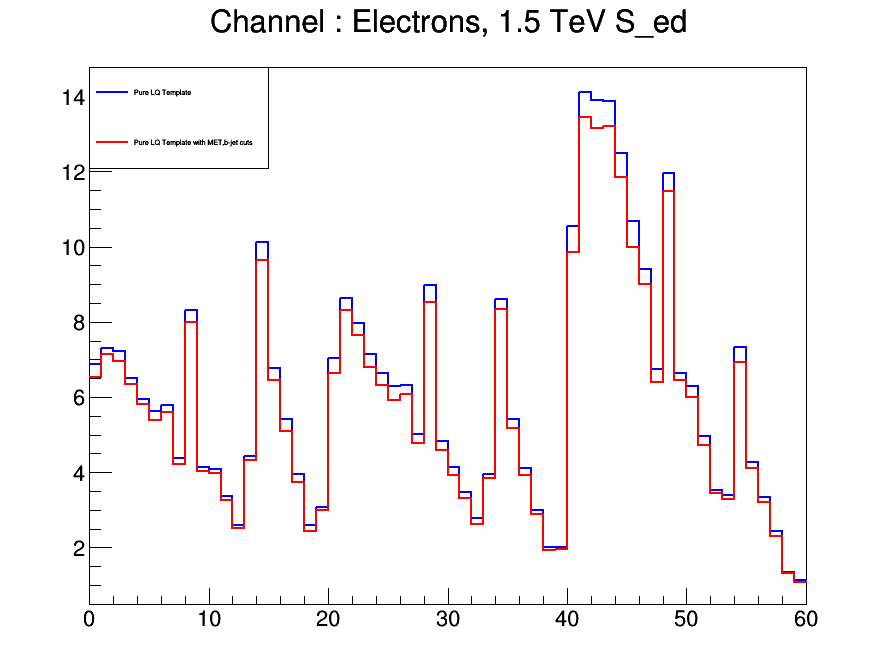 Channel : Electrons, 1.5 TeV S_ed
Pure LQ Template
Pure LQ Template with MET,b-jet cuts
14
12
10
8
6
4
2
0 10 20 30 40 50 60